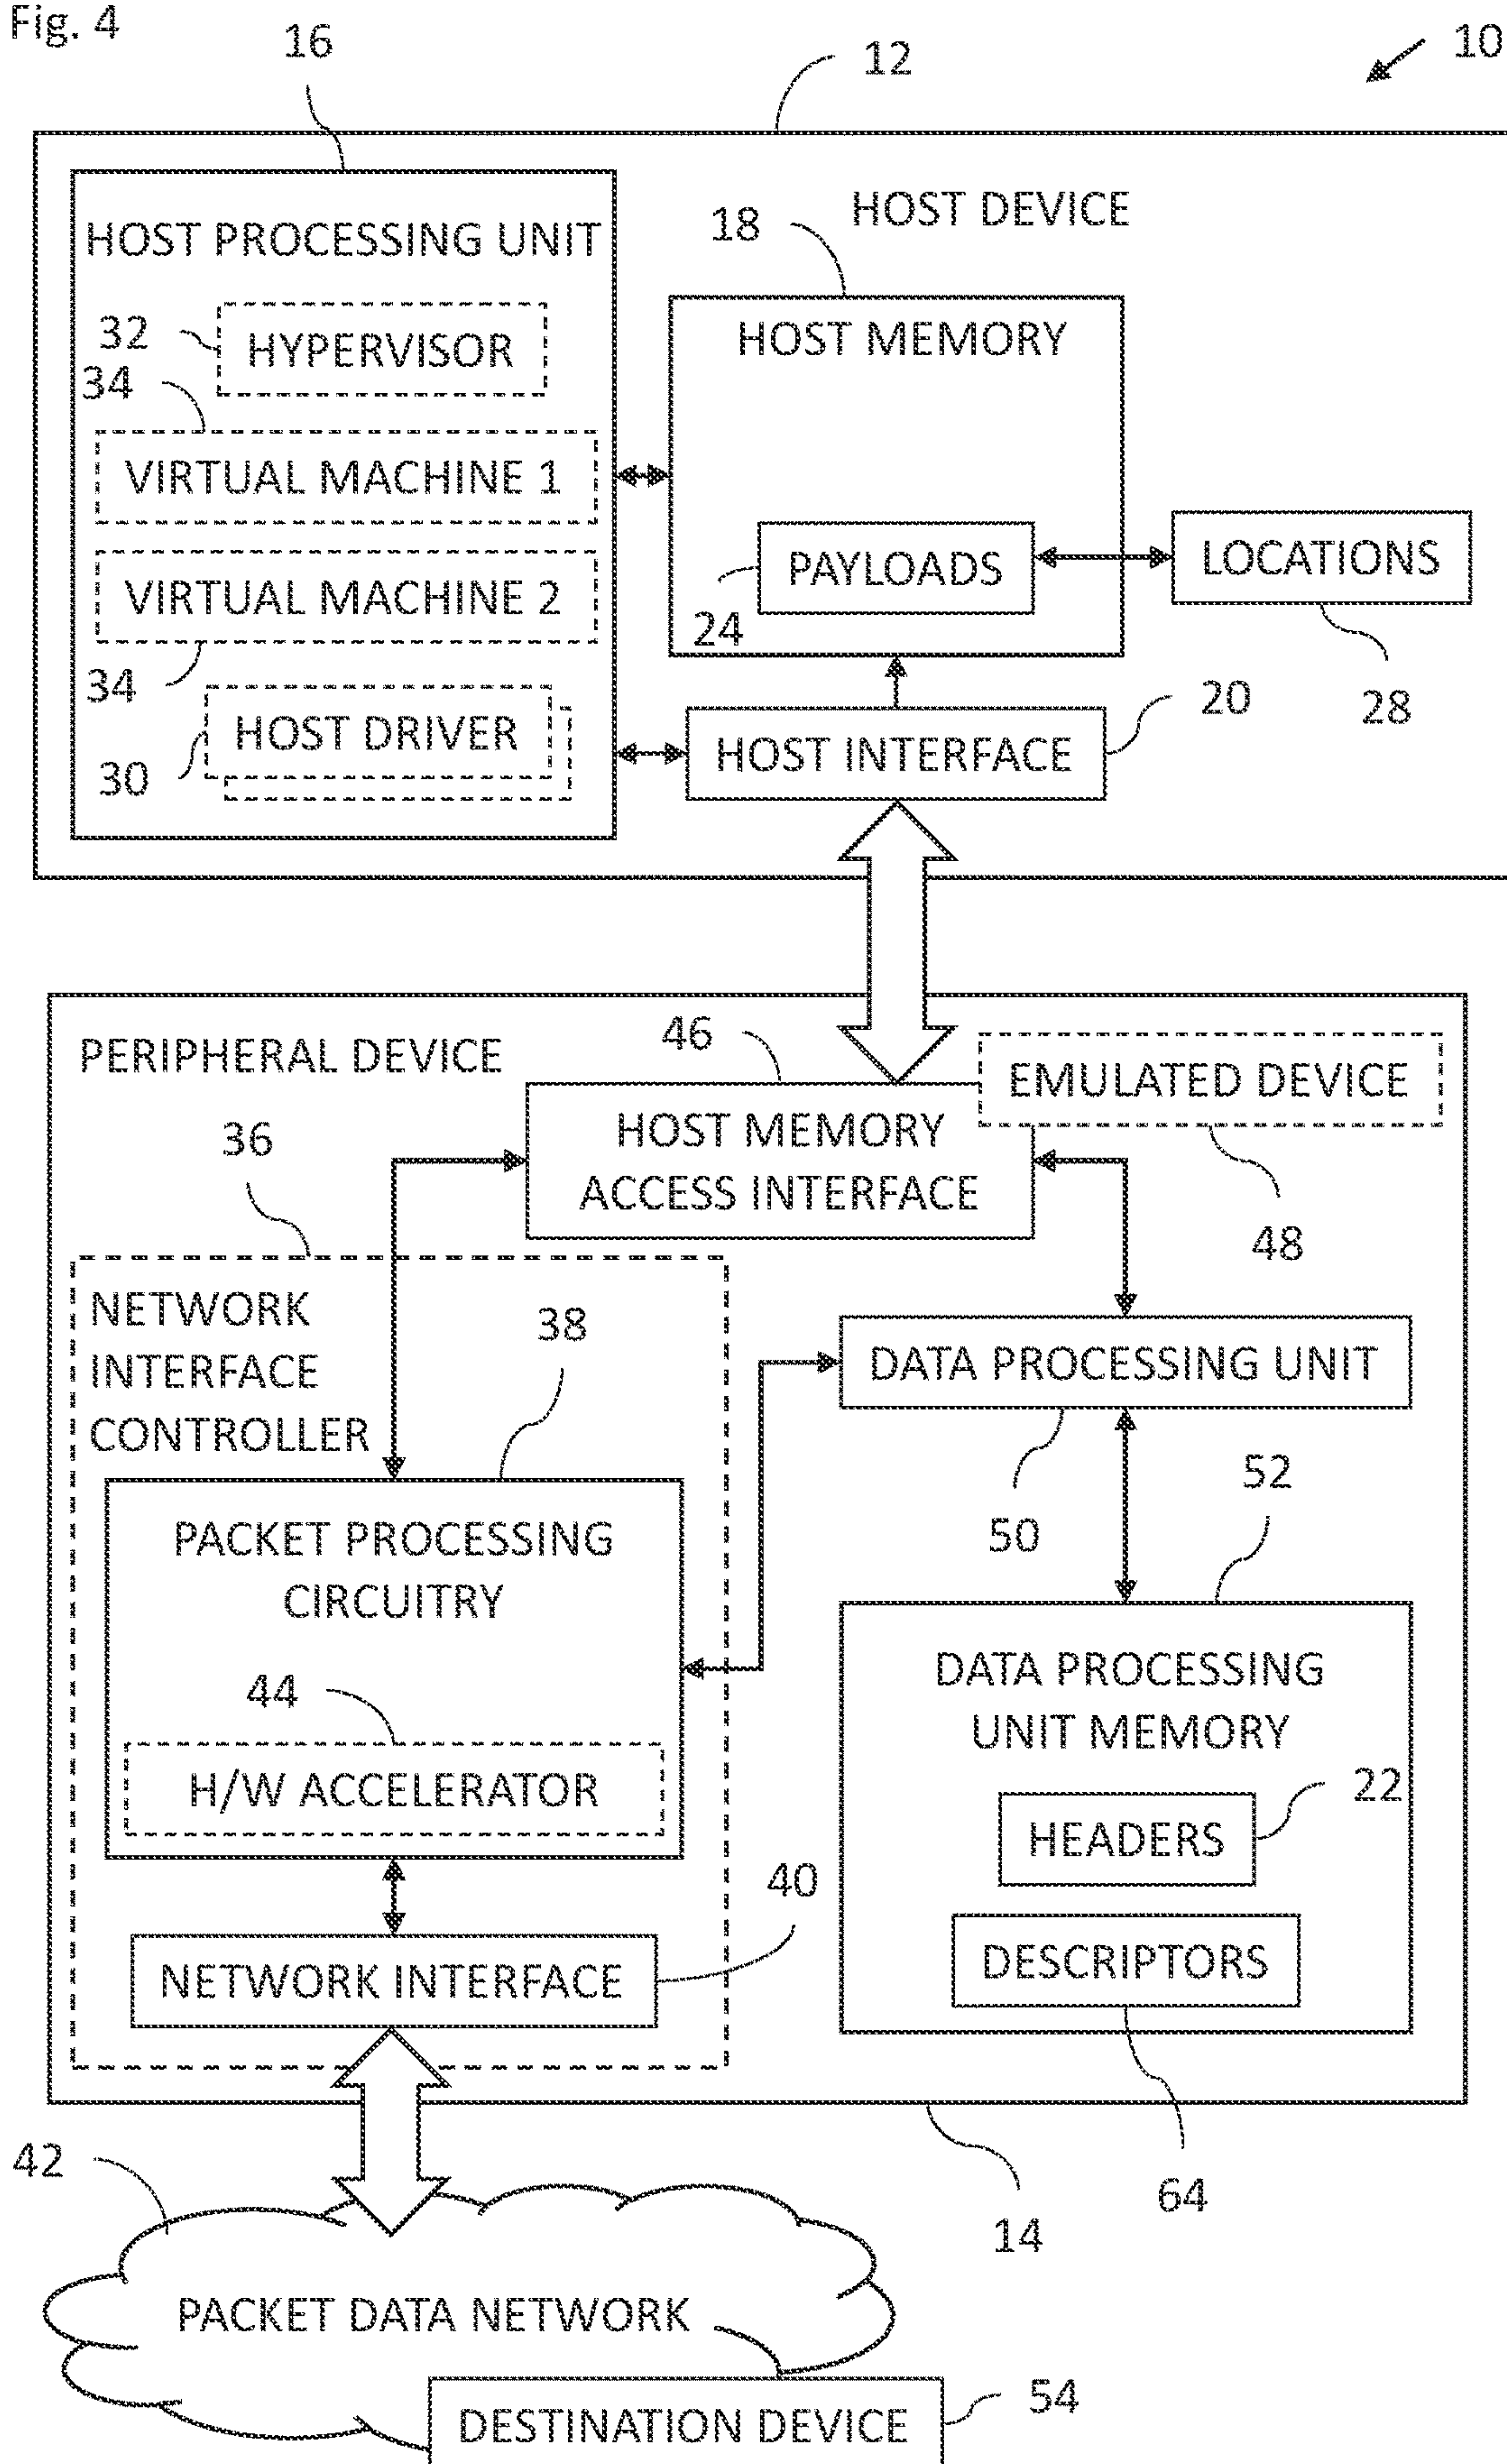 Fig. 4
16
12
10
HOST PROCESSING UNIT
HOST DEVICE
18
HOST MEMORY
32
HYPERVISOR
34
VIRTUAL MACHINE 1
PAYLOADS
LOCATIONS
VIRTUAL MACHINE 2
24
34
28
20
HOST DRIVER
HOST INTERFACE
30
PERIPHERAL DEVICE
46
EMULATED DEVICE
HOST MEMORY
ACCESS INTERFACE
36
48
NETWORK
INTERFACE
CONTROLLER
38
DATA PROCESSING UNIT
50
52
PACKET PROCESSING
CIRCUITRY
DATA PROCESSING
UNIT MEMORY
44
H/W ACCELERATOR
22
HEADERS
40
NETWORK INTERFACE
DESCRIPTORS
42
64
14
PACKET DATA NETWORK
54
DESTINATION DEVICE